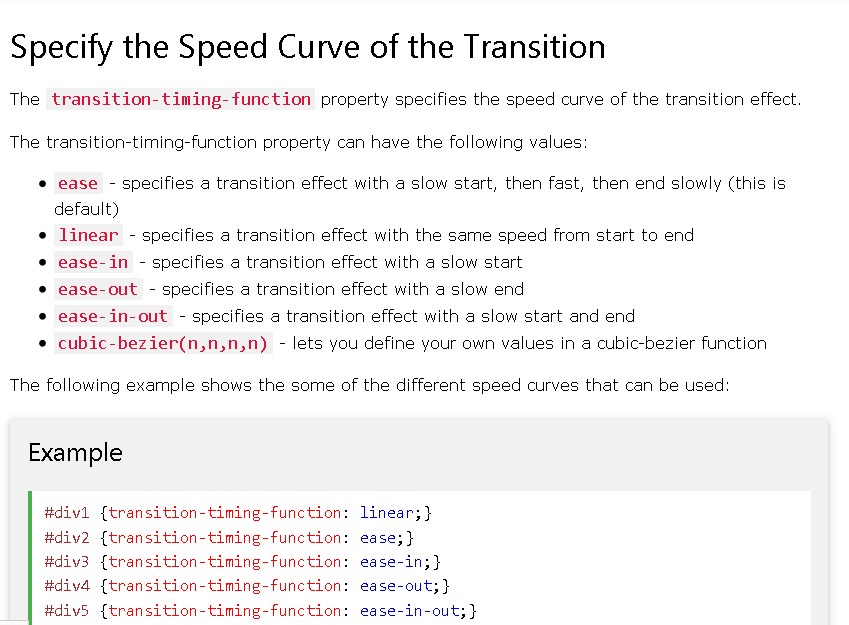 Specify the Speed Curve of the Transition
The transition-timing-function property specifies the speed curve of the transition effect.
The transition-timing-function property can have the following values:
• ease - specifies a transition effect with a slow start, then fast, then end slowly (this is
default)
• linear - specifies a transition effect with the same speed from start to end
• ease-in - specifies a transition effect with a slow start
• ease-out - specifies a transition effect with a slow end
• ease-in-out - specifies a transition effect with a slow start and end
• cubic-bezier(n,n,n,n) - lets you define your own values in a cubic-bezier function
The following example shows the some of the different speed curves that can be used:
Example
#div1 {transition-timing-function: linear;}
#div2 {transition-timing-function: ease;}
#div3 {transition-timing-function: ease-in;}
#div4 {transition-timing-function: ease-out;}
#div5 {transition-timing-function: ease-in-out;}